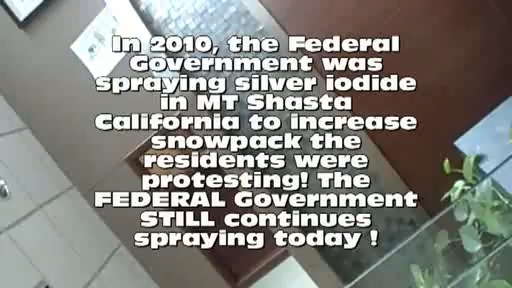 In 2010, the Federal
Government was
spraying silver iodide
in MT Shasta
California to increase
snowpack the
residents were
protesting! The
FEDERAL Government
STILL continues
spraying today !